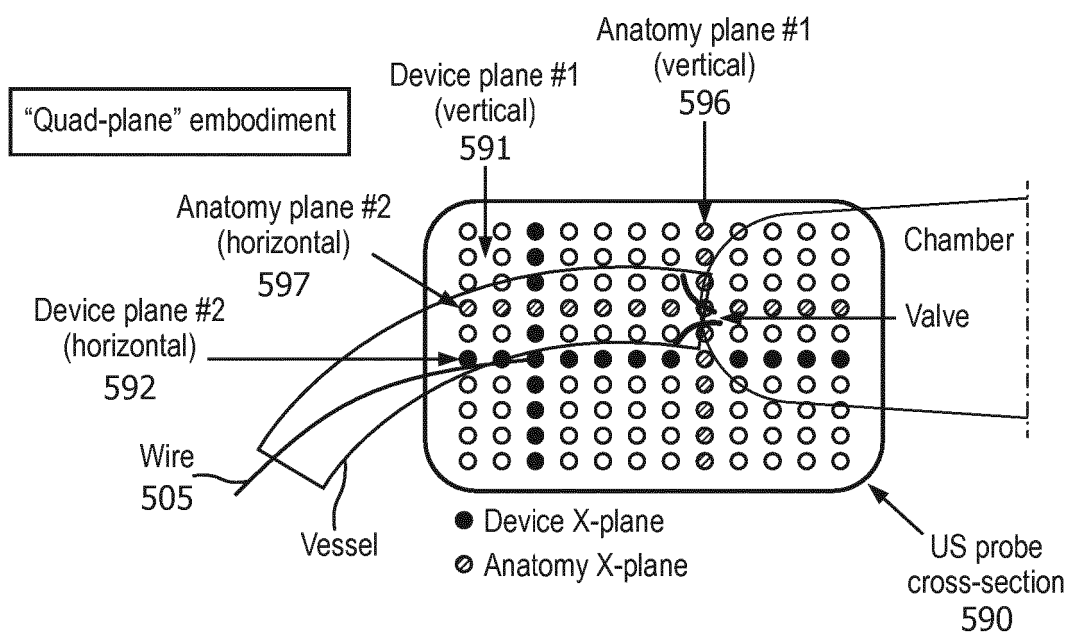 Anatomy plane #1
(vertical)
596
Device plane #1
(vertical)
591
“Quad-plane” embodiment
Anatomy plane #2
(horizontal)
597
Device plane #2
(horizontal)
592
Chamber
Valve
Wire
505
Vessel
Device X-plane
Anatomy X-plane
US probe
cross-section
590